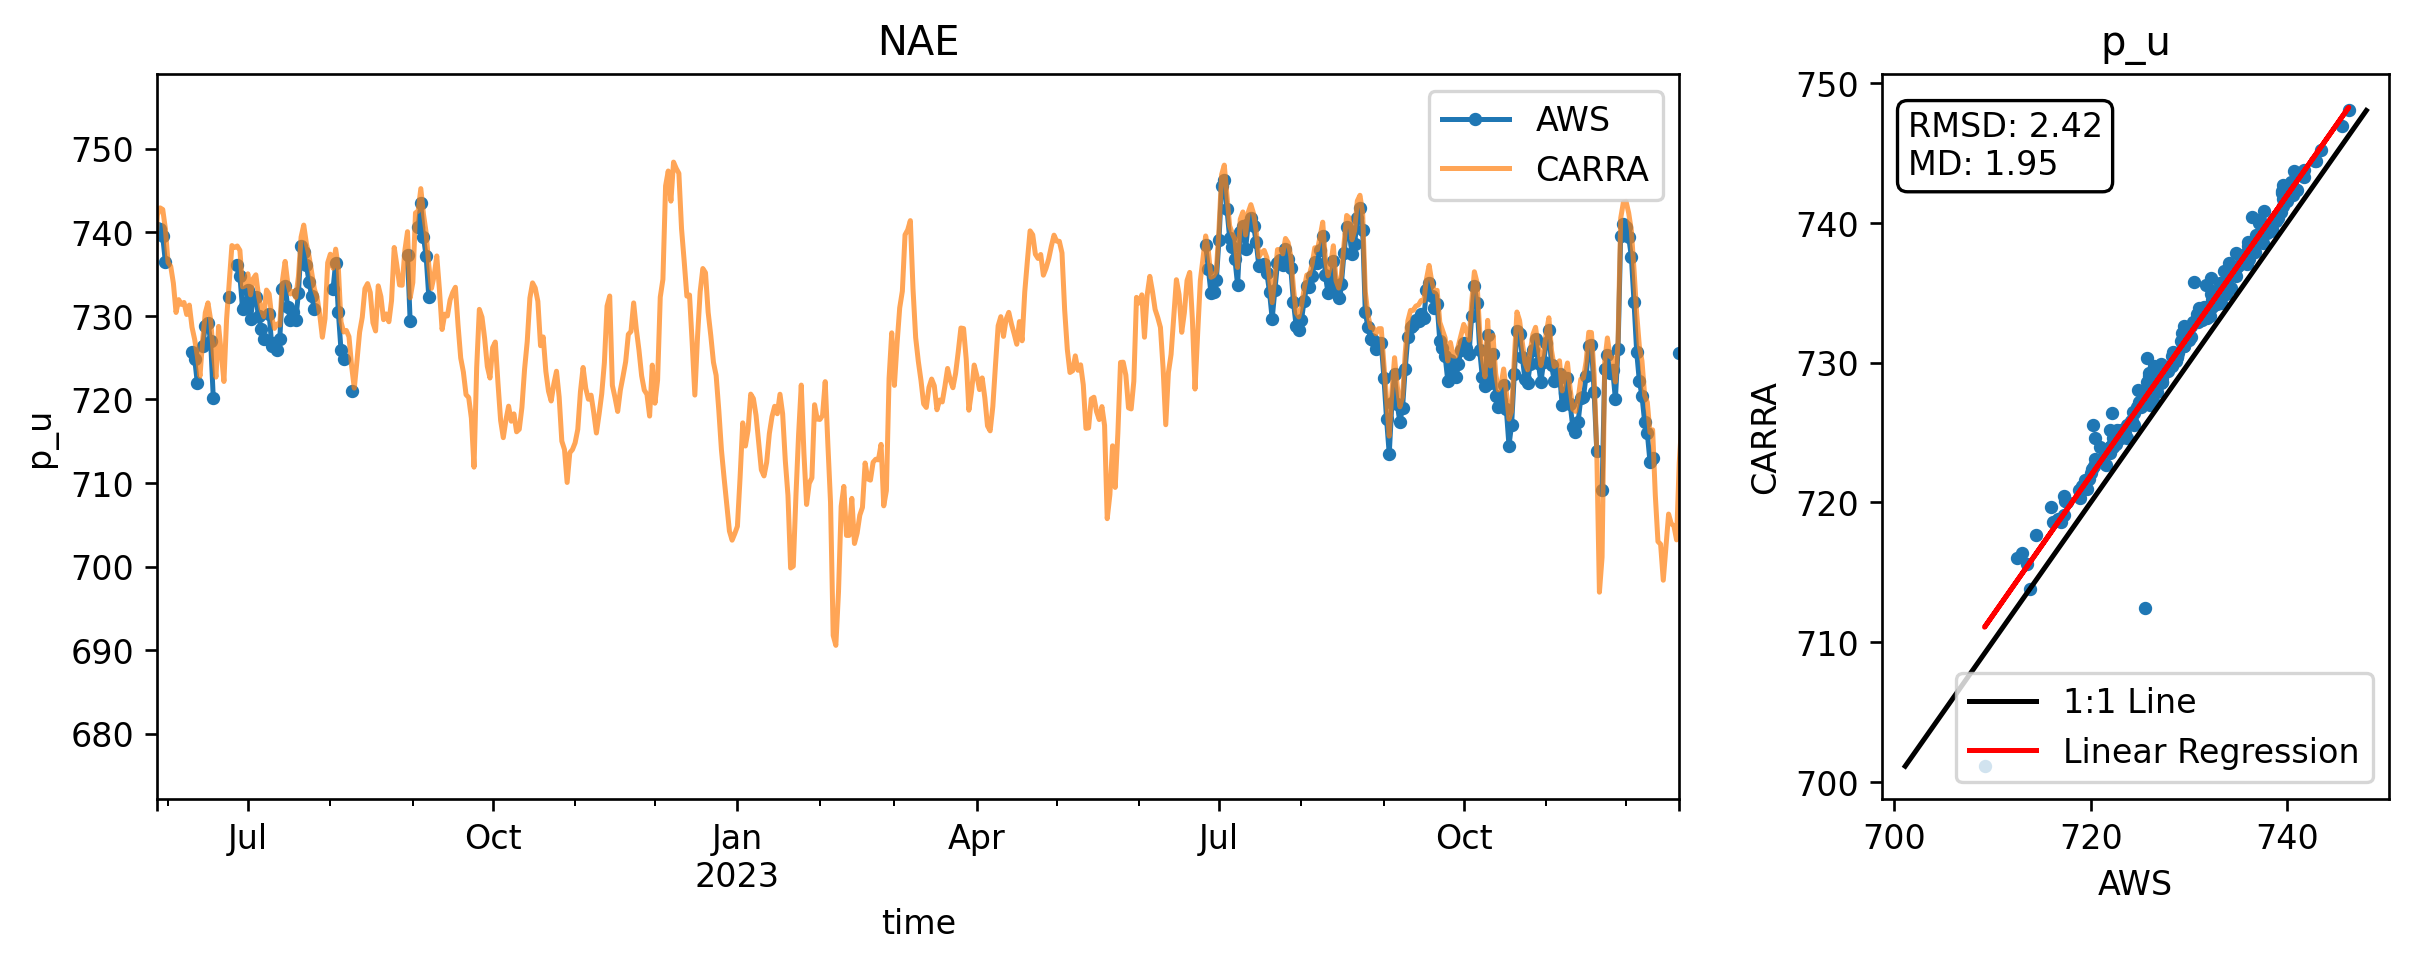 NAE
AWS
CARRA
p_u
750
740
730
720
710
700
690
680
Jul
Oct
Jan
2023
Apr
Jul
Oct
time
p_u
RMSD: 2.42
MD: 1.95
CARRA
750
740
730
720
710
700
1:1 Line
Linear Regression
700
720
740
AWS